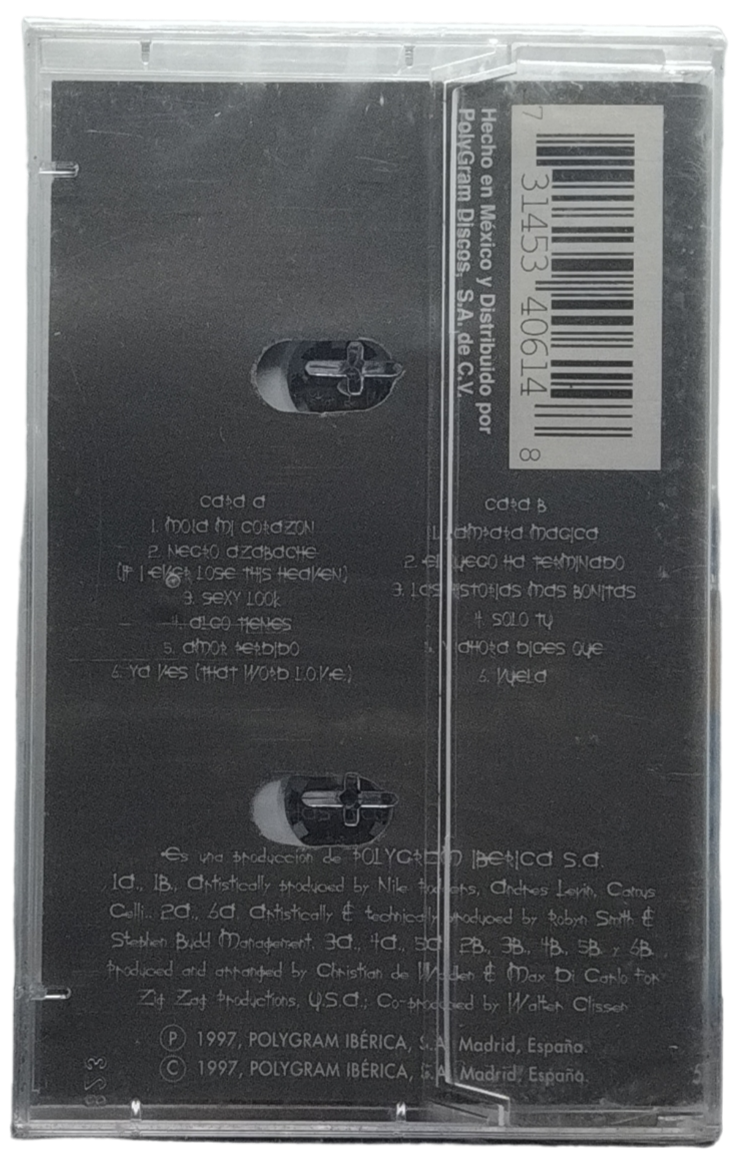 7 31453 40614 8
Hecho en México y Distribuido por
PolyGram Discos, S.A. de C.V.
CARA A
1. MOLA MI CORAZON
2. NEGRO AZABACHE
(IF I EVER LOSE THIS HEAVEN)
3. SEXY LOOK
4. ALGO TIENES
5. AMOR PERDIDO
6. YA VES (THAT WORD L.O.V.E.)
CARA B
1. LAMPARA MAGICA
2. EL JUEGO HA TERMINADO
3. LAS HISTORIAS MAS BONITAS
4. SOLO TU
5. Y AHORA DICES QUE
6. VUELA
Es una producción de POLYGRAM IBERICA S.A.
1A., 1B., Artistically produced by Nile Rodgers, Andres Levin, Camus
Celli.. 2A., 6A. Artistically & technically produced by Robyn Smith &
Stephen Budd Management. 3A., 4A., 5A., 2B., 3B., 4B., 5B. y 6B.,
Produced and arranged by Christian de Walden & Max Di Carlo for
Zig Zag Productions, U.S.A.; Co-produced by Walter Clissen
Ⓟ 1997, POLYGRAM IBÉRICA, S.A. Madrid, España.
© 1997, POLYGRAM IBÉRICA, S.A. Madrid, España.